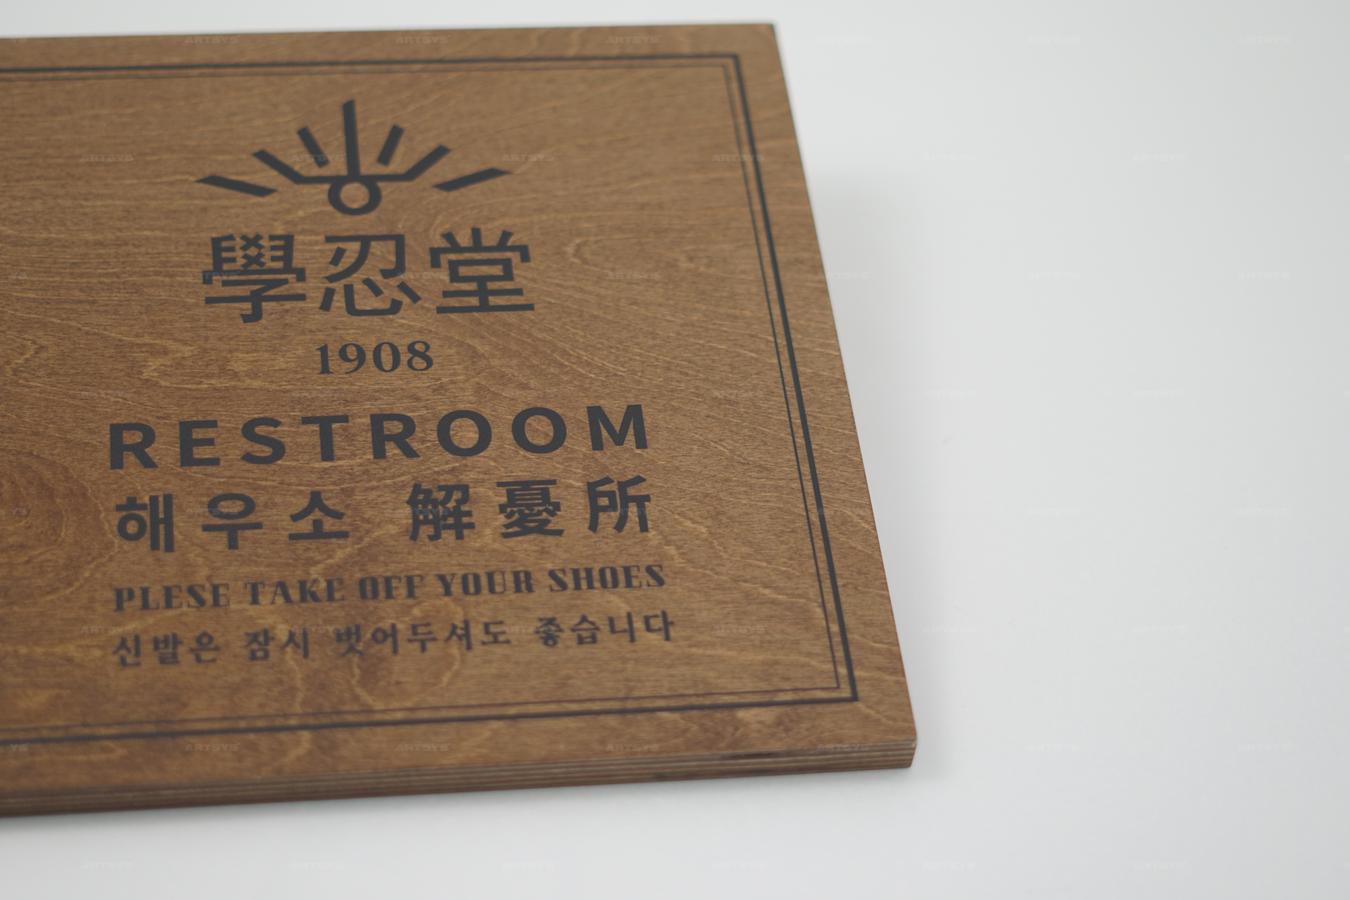 學忍堂
1908
RESTROOM
해우소 解憂所
PLESE TAKE OFF YOUR SHOES
신발은 잠시 벗어두셔도 좋습니다
ARTSYS